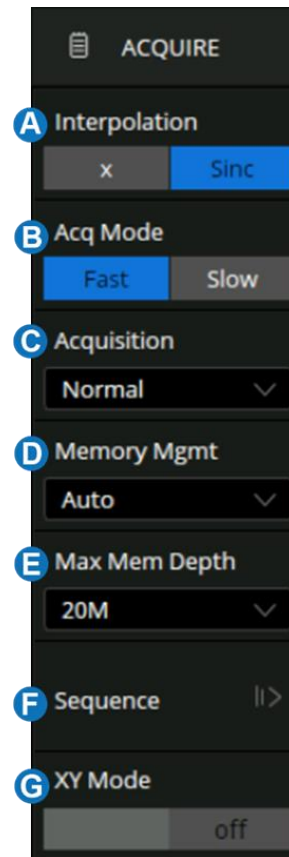 ACQUIRE
A Interpolation
x Sinc
B Acq Mode
Fast Slow
C Acquisition
Normal
D Memory Mgmt
Auto
E Max Mem Depth
20M
F Sequence
G XY Mode
off